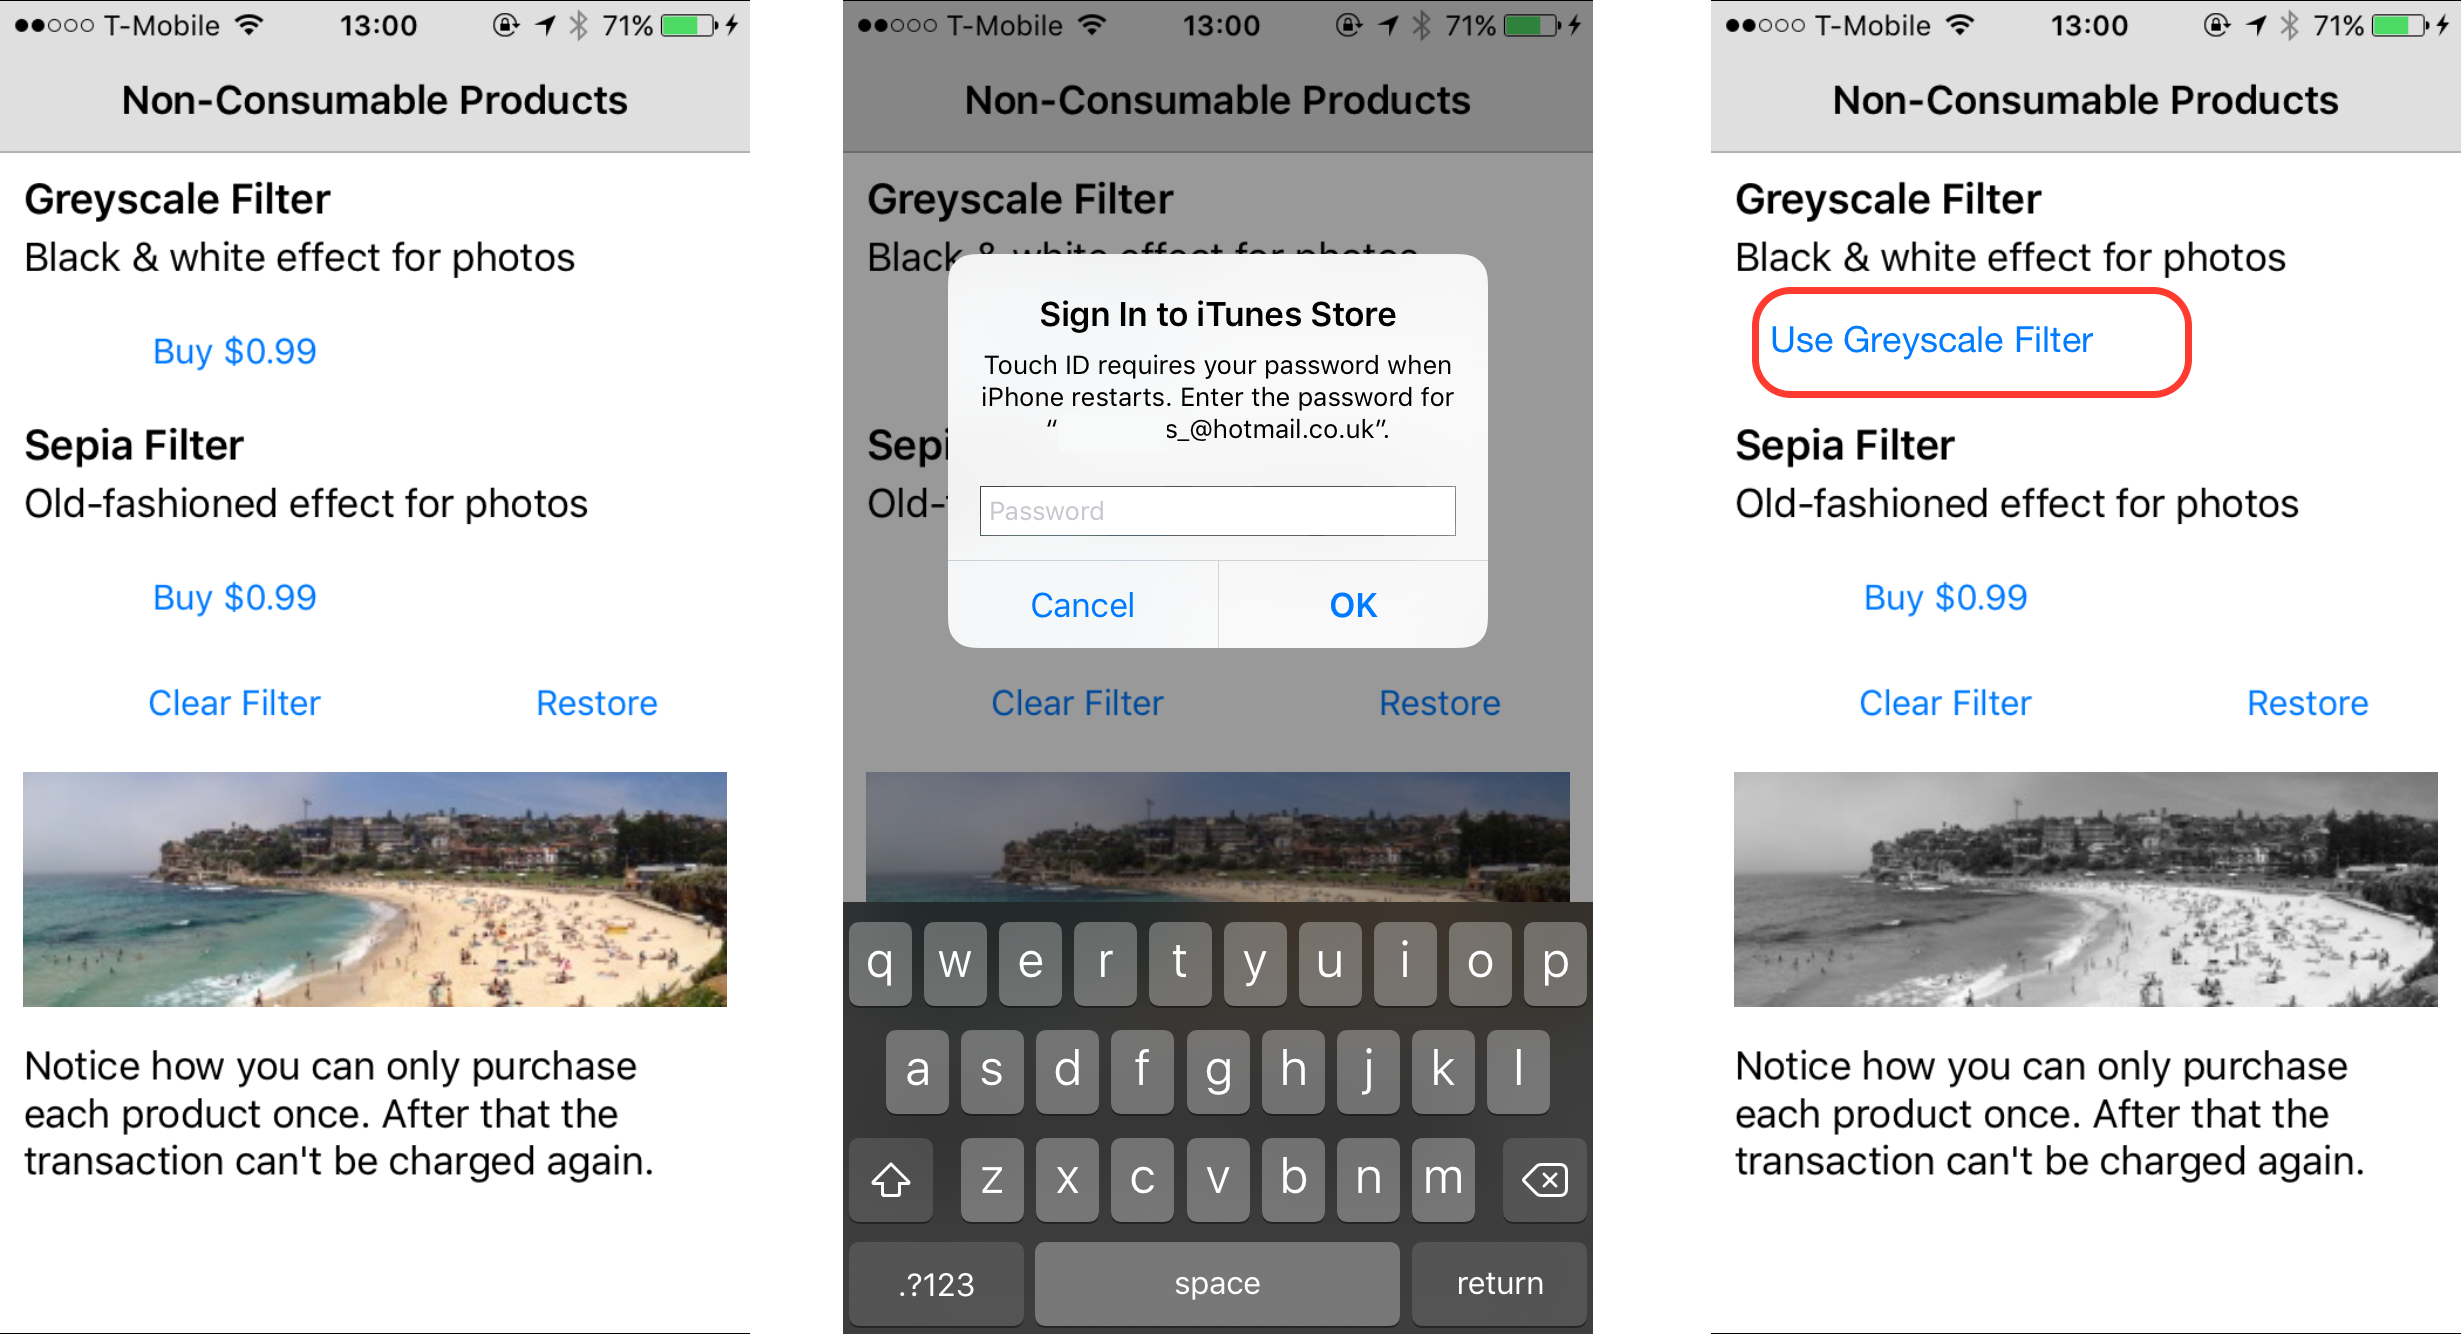 T-Mobile 13:00 71%
Non-Consumable Products
Greyscale Filter
Black & white effect for photos
Buy $0.99
Sepia Filter
Old-fashioned effect for photos
Buy $0.99
Clear Filter Restore
Notice how you can only purchase
each product once. After that the
transaction can't be charged again.
T-Mobile 13:00 71%
Non-Consumable Products
Greyscale Filter
Black & white effect for photos
Sign In to iTunes Store
Touch ID requires your password when
iPhone restarts. Enter the password for
“ s_@hotmail.co.uk”.
Sepi
Old-
Password
Cancel OK
Clear Filter Restore
q w e r t y u i o p
a s d f g h j k l
z x c v b n m
.?123 space return
T-Mobile 13:00 71%
Non-Consumable Products
Greyscale Filter
Black & white effect for photos
Use Greyscale Filter
Sepia Filter
Old-fashioned effect for photos
Buy $0.99
Clear Filter Restore
Notice how you can only purchase
each product once. After that the
transaction can't be charged again.